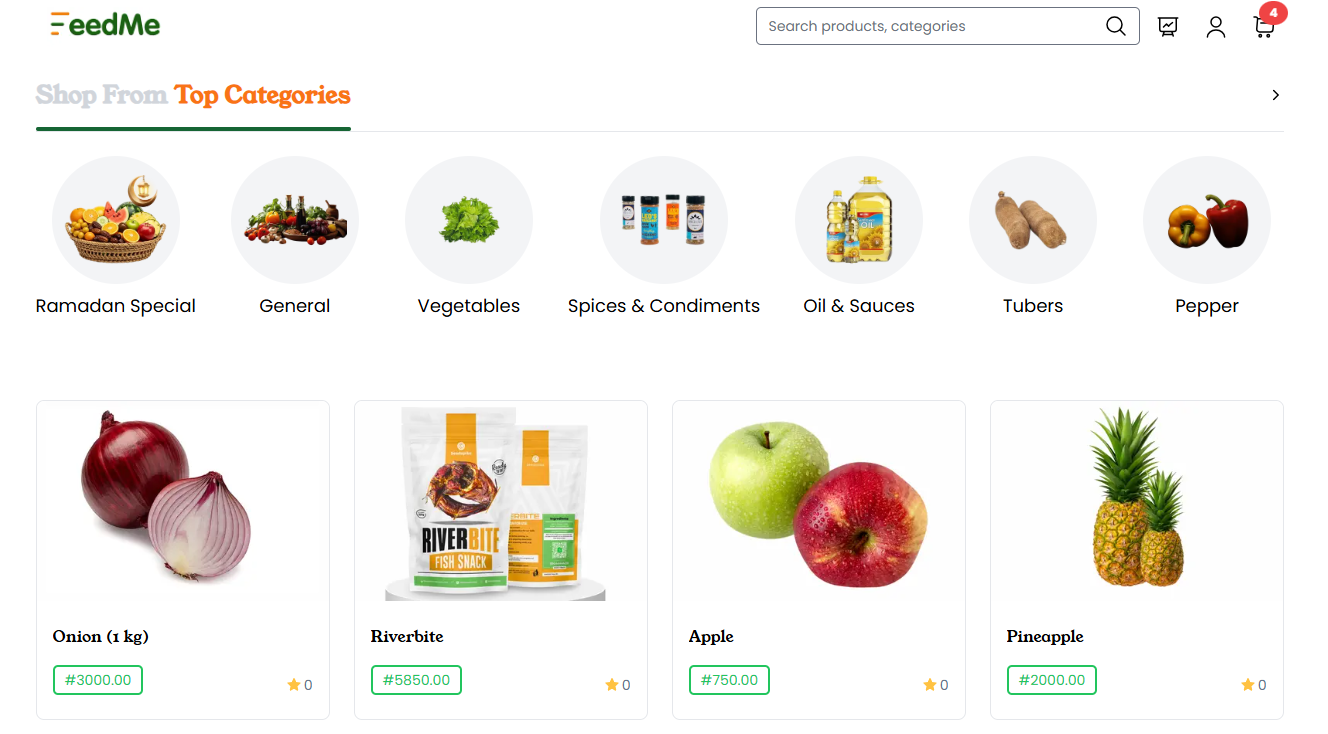 FeedMe
Search products, categories
4
Shop From Top Categories
Ramadan Special
General
Vegetables
Spices & Condiments
Oil & Sauces
Tubers
Pepper
OIL
RIVERBITE
FISH SNACK
Onion (1 kg)
#3000.00
0
Riverbite
#5850.00
0
Apple
#750.00
0
Pineapple
#2000.00
0